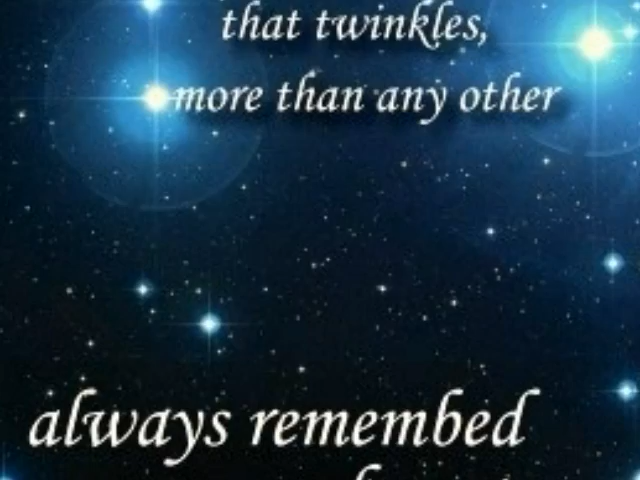 that twinkles,
more than any other
always remembed